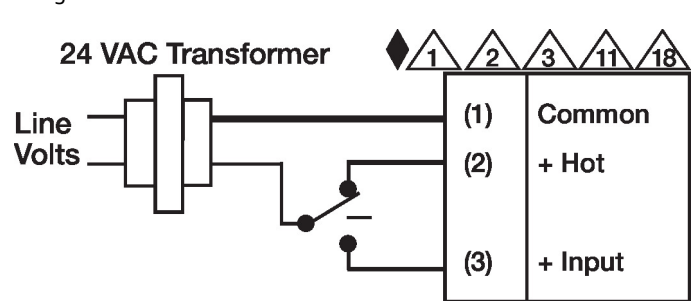 24 VAC Transformer
1 2 3 11 18
Line
Volts
(1) Common
(2) + Hot
(3) + Input